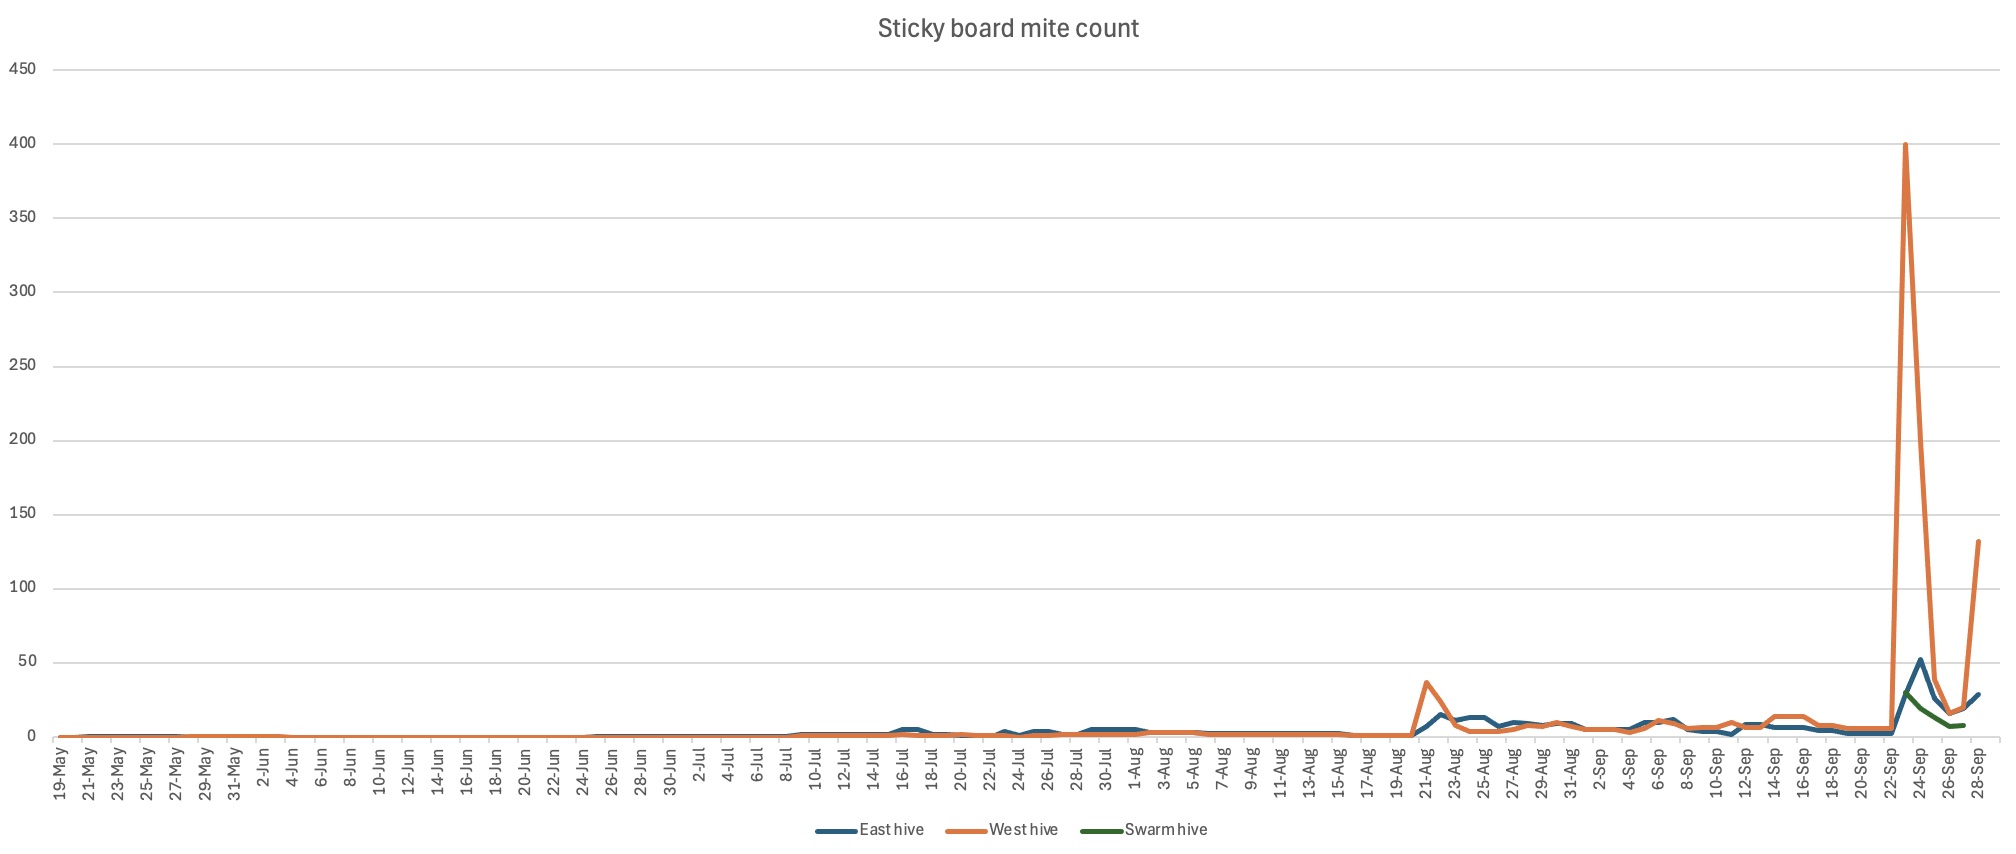 Sticky board mite count
450
400
350
300
250
200
150
100
50
0
19-May
21-May
23-May
25-May
27-May
29-May
31-May
2-Jun
4-Jun
6-Jun
8-Jun
10-Jun
12-Jun
14-Jun
16-Jun
18-Jun
20-Jun
22-Jun
24-Jun
26-Jun
28-Jun
30-Jun
2-Jul
4-Jul
6-Jul
8-Jul
10-Jul
12-Jul
14-Jul
16-Jul
18-Jul
20-Jul
22-Jul
24-Jul
26-Jul
28-Jul
30-Jul
1-Aug
3-Aug
5-Aug
7-Aug
9-Aug
11-Aug
13-Aug
15-Aug
17-Aug
19-Aug
21-Aug
23-Aug
25-Aug
27-Aug
29-Aug
31-Aug
2-Sep
4-Sep
6-Sep
8-Sep
10-Sep
12-Sep
14-Sep
16-Sep
18-Sep
20-Sep
22-Sep
24-Sep
26-Sep
28-Sep
East hive West hive Swarm hive